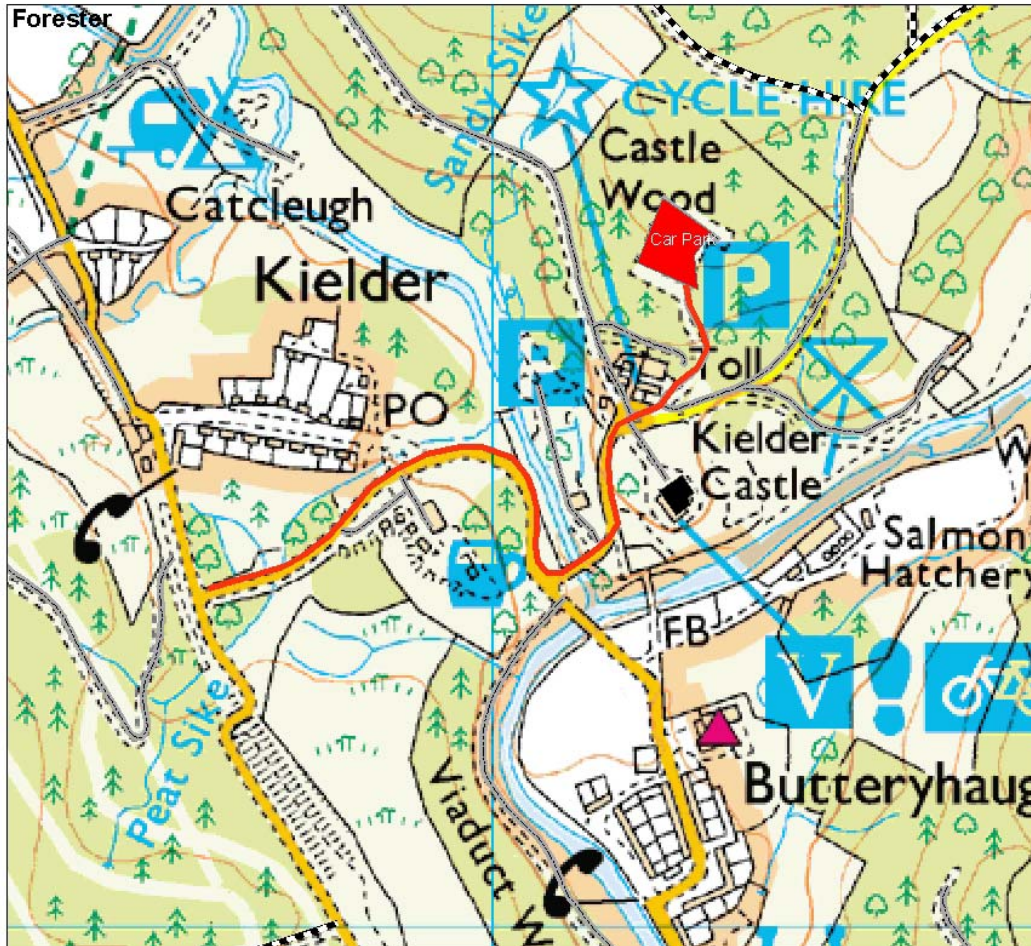 Forester
Sandy Sike
CYCLE HIRE
Castle
Wood
Catcleugh
Car Park
Kielder
P
P
Toll
PO
Kielder
Castle
Salmon
Hatchery
FB
V
Peat Sike
Butteryhaug
Viaduct W
W